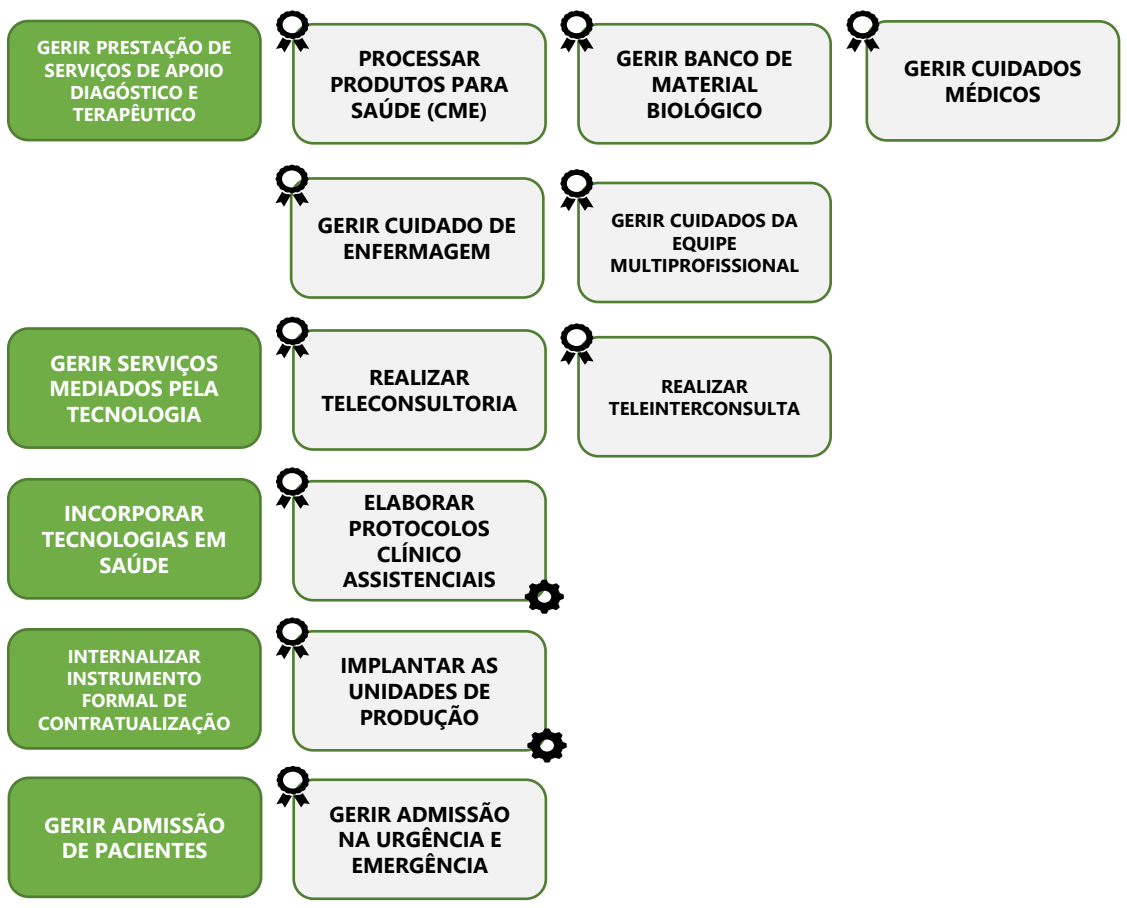 GERIR PRESTAÇÃO DE
SERVIÇOS DE APOIO
DIAGÓSTICO E
TERAPÊUTICO
PROCESSAR
PRODUTOS PARA
SAÚDE (CME)
GERIR BANCO DE
MATERIAL
BIOLÓGICO
GERIR CUIDADOS
MÉDICOS
GERIR CUIDADO DE
ENFERMAGEM
GERIR CUIDADOS DA
EQUIPE
MULTIPROFISSIONAL
GERIR SERVIÇOS
MEDIADOS PELA
TECNOLOGIA
REALIZAR
TELECONSULTORIA
REALIZAR
TELEINTERCONSULTA
INCORPORAR
TECNOLOGIAS EM
SAÚDE
ELABORAR
PROTOCOLOS
CLÍNICO
ASSISTENCIAIS
INTERNALIZAR
INSTRUMENTO
FORMAL DE
CONTRATUALIZAÇÃO
IMPLANTAR AS
UNIDADES DE
PRODUÇÃO
GERIR ADMISSÃO
DE PACIENTES
GERIR ADMISSÃO
NA URGÊNCIA E
EMERGÊNCIA